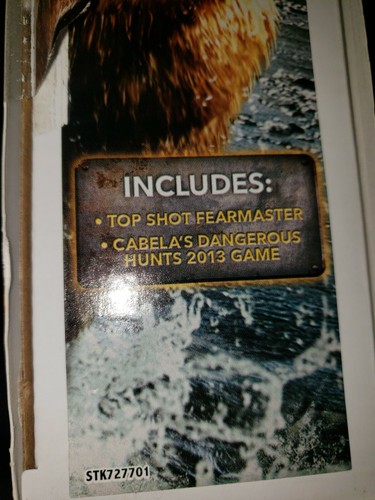 INCLUDES:
• TOP SHOT FEARMASTER
• CABELA'S DANGEROUS
HUNTS 2013 GAME
STK727701